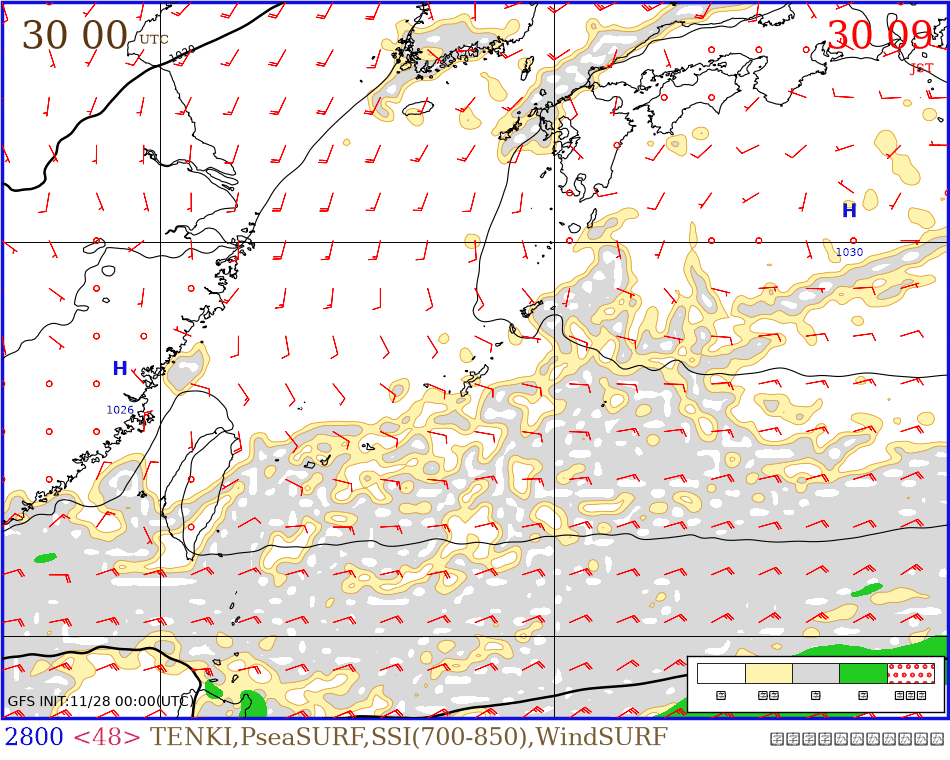 30 00 UTC
30 09
JST
1020
H
1030
H
1026
GFS INIT:11/28 00:00(UTC)
2800 <48> TENKI,PseaSURF,SSI(700-850),WindSURF